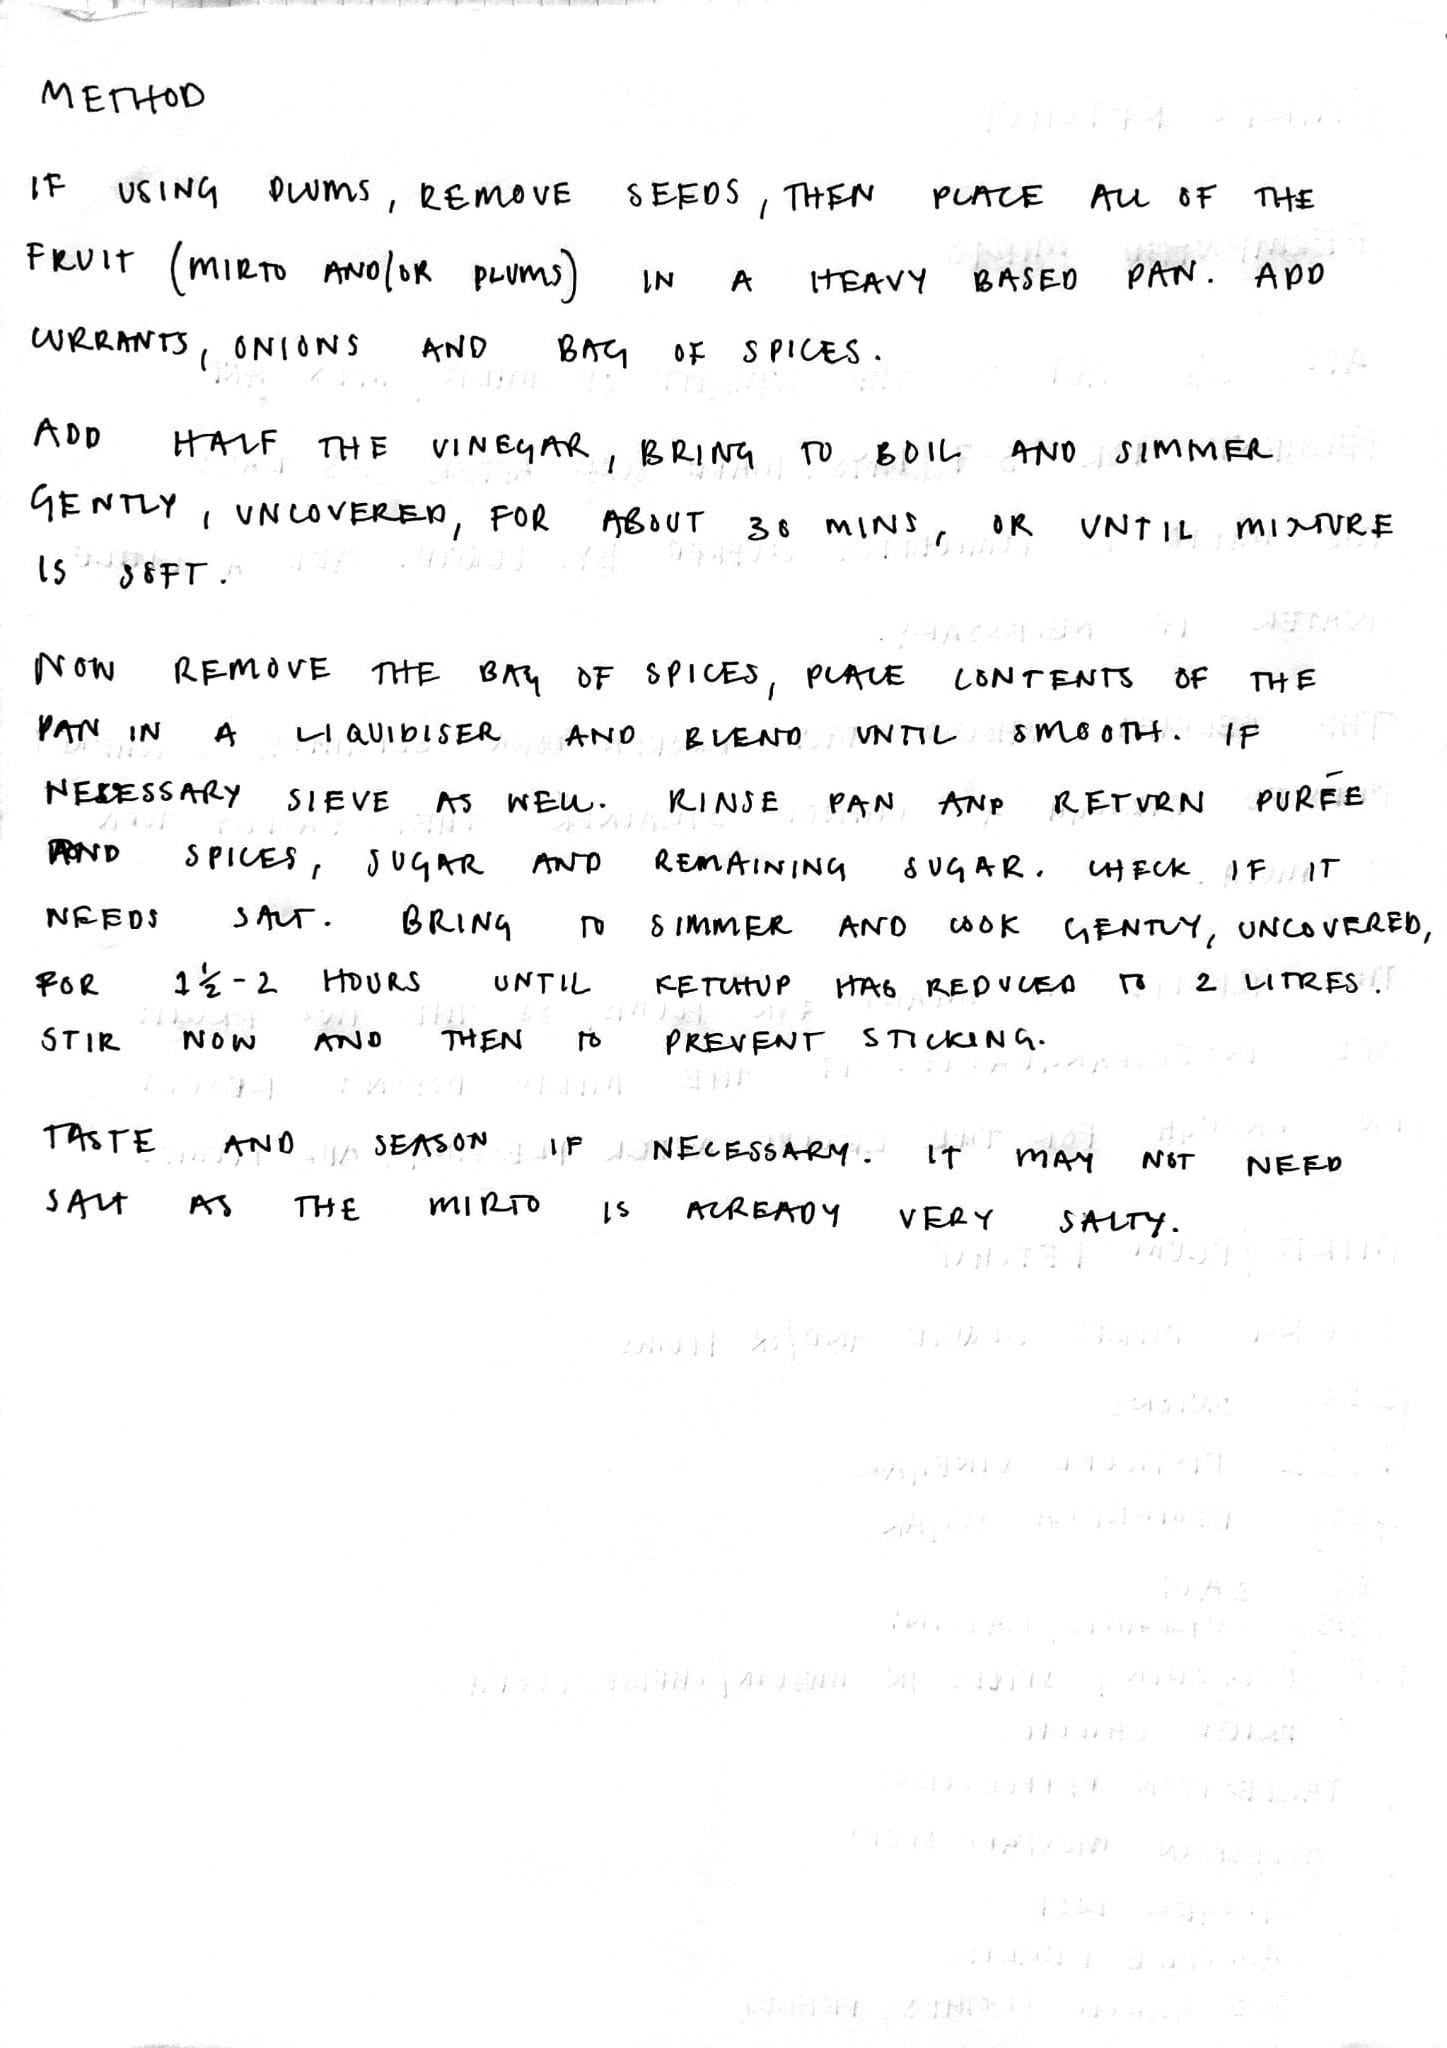 METHOD
IF USING PLUMS, REMOVE SEEDS, THEN PLACE ALL OF THE
FRUIT (MIRTO AND/OR PLUMS) IN A HEAVY BASED PAN. ADD
CURRANTS, ONIONS AND BAG OF SPICES.
ADD HALF THE VINEGAR, BRING TO BOIL AND SIMMER
GENTLY, UNCOVERED, FOR ABOUT 30 MINS, OR UNTIL MIXTURE
IS SOFT.
NOW REMOVE THE BAG OF SPICES, PLACE CONTENTS OF THE
PAN IN A LIQUIDISER AND BLEND UNTIL SMOOTH. IF
NECESSARY SIEVE AS WELL. RINSE PAN AND RETURN PURÉE
AND SPICES, SUGAR AND REMAINING SUGAR. CHECK IF IT
NEEDS SALT. BRING TO SIMMER AND COOK GENTLY, UNCOVERED,
FOR 1½-2 HOURS UNTIL KETCHUP HAS REDUCED TO 2 LITRES.
STIR NOW AND THEN TO PREVENT STICKING.
TASTE AND SEASON IF NECESSARY. IT MAY NOT NEED
SALT AS THE MIRTO IS ALREADY VERY SALTY.